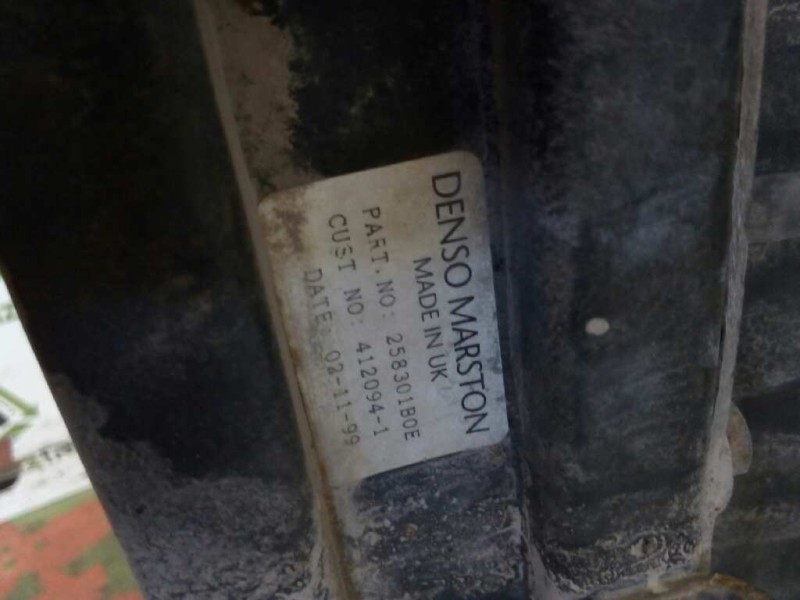 DENSO MARSTON
MADE IN UK
PART.NO: 258301B0E
CUST NO: 412094-1
DATE: 02-11-99